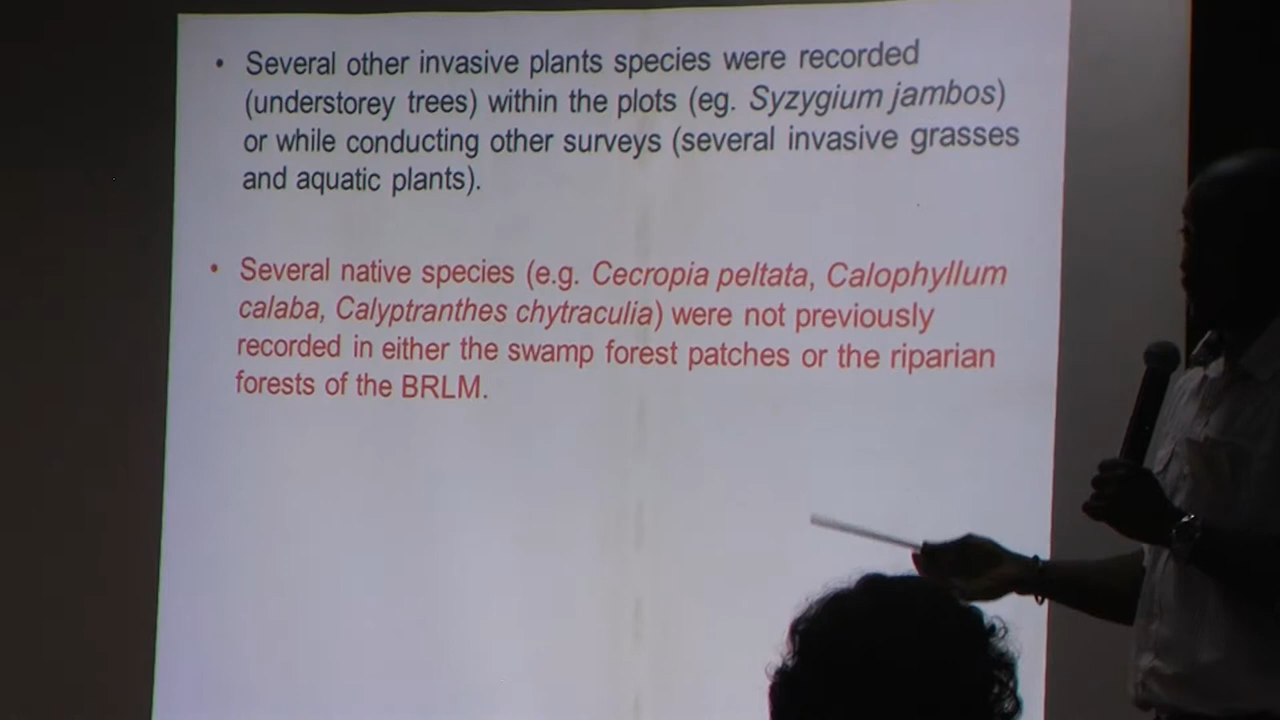 • Several other invasive plants species were recorded
(understorey trees) within the plots (eg. Syzygium jambos)
or while conducting other surveys (several invasive grasses
and aquatic plants).
• Several native species (e.g. Cecropia peltata, Calophyllum
calaba, Calyptranthes chytraculia) were not previously
recorded in either the swamp forest patches or the riparian
forests of the BRLM.